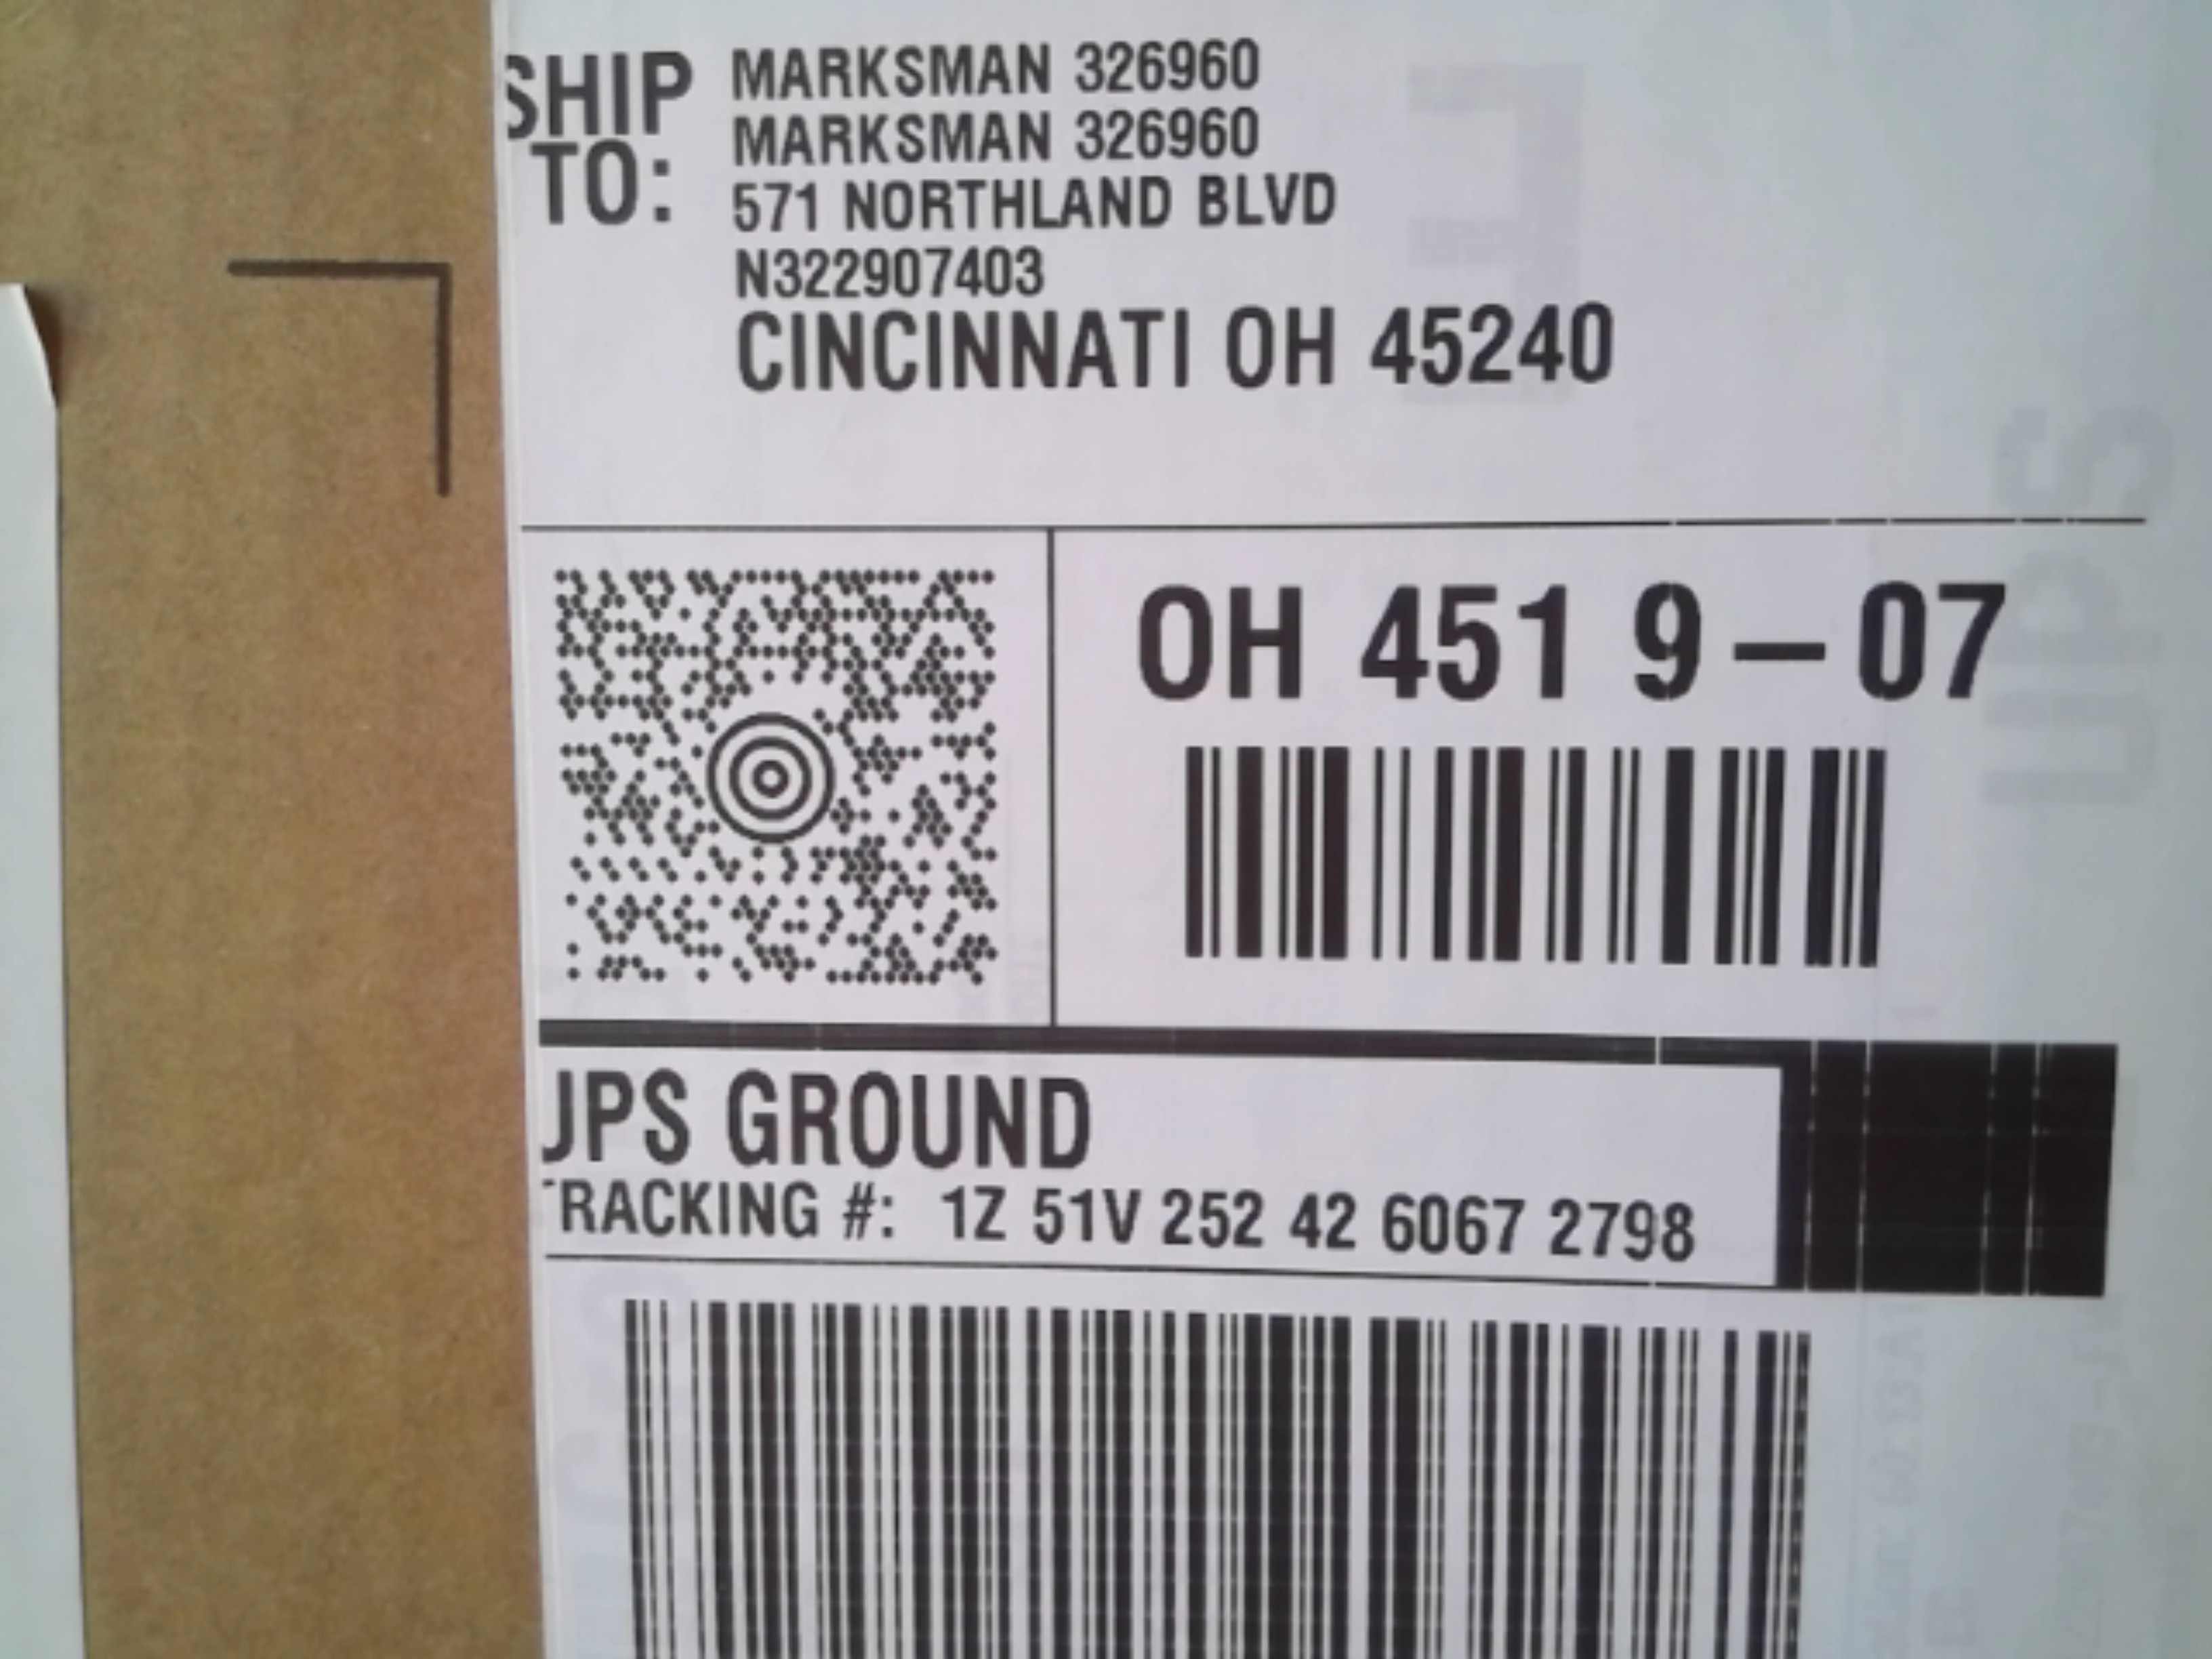 SHIP TO:
MARKSMAN 326960
MARKSMAN 326960
571 NORTHLAND BLVD
N322907403
CINCINNATI OH 45240
OH 451 9-07
UPS GROUND
TRACKING #: 1Z 51V 252 42 6067 2798